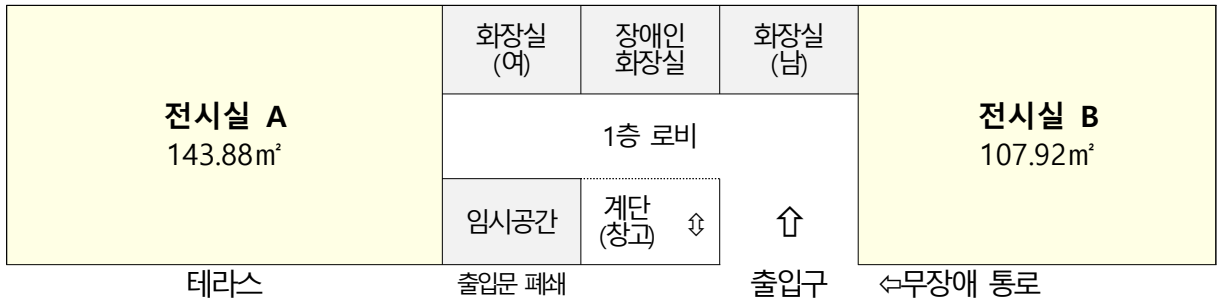 화장실
(여)
장애인
화장실
화장실
(남)
전시실 A
143.88㎡
1층 로비
전시실 B
107.92㎡
임시공간
계단
(창고) ⇳
⇧
테라스
출입문 폐쇄
출입구
⇦무장애 통로